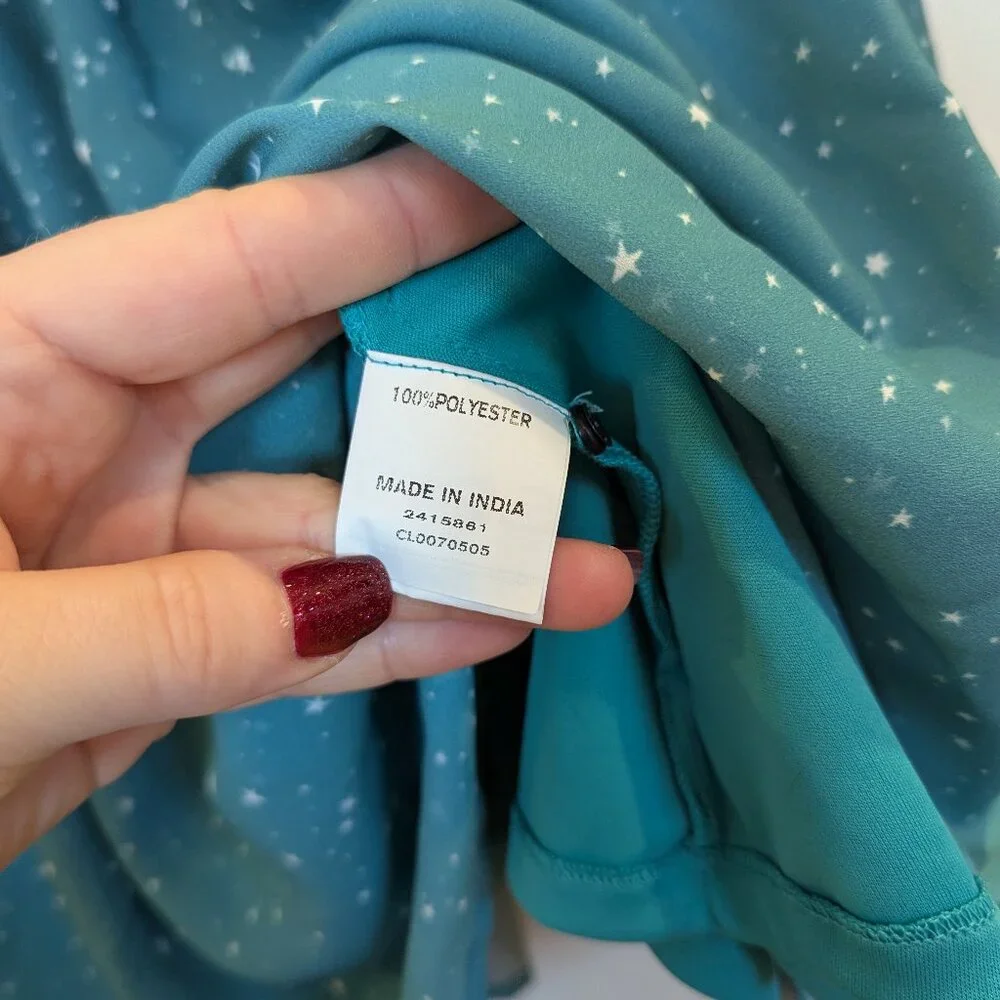 100%POLYESTER
MADE IN INDIA
2415861
CL0070505